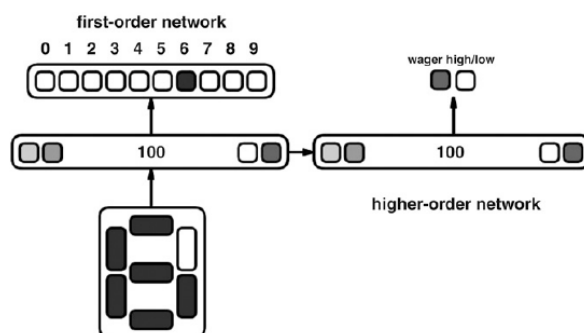 first-order network
0 1 2 3 4 5 6 7 8 9
wager high/low
100
100
higher-order network